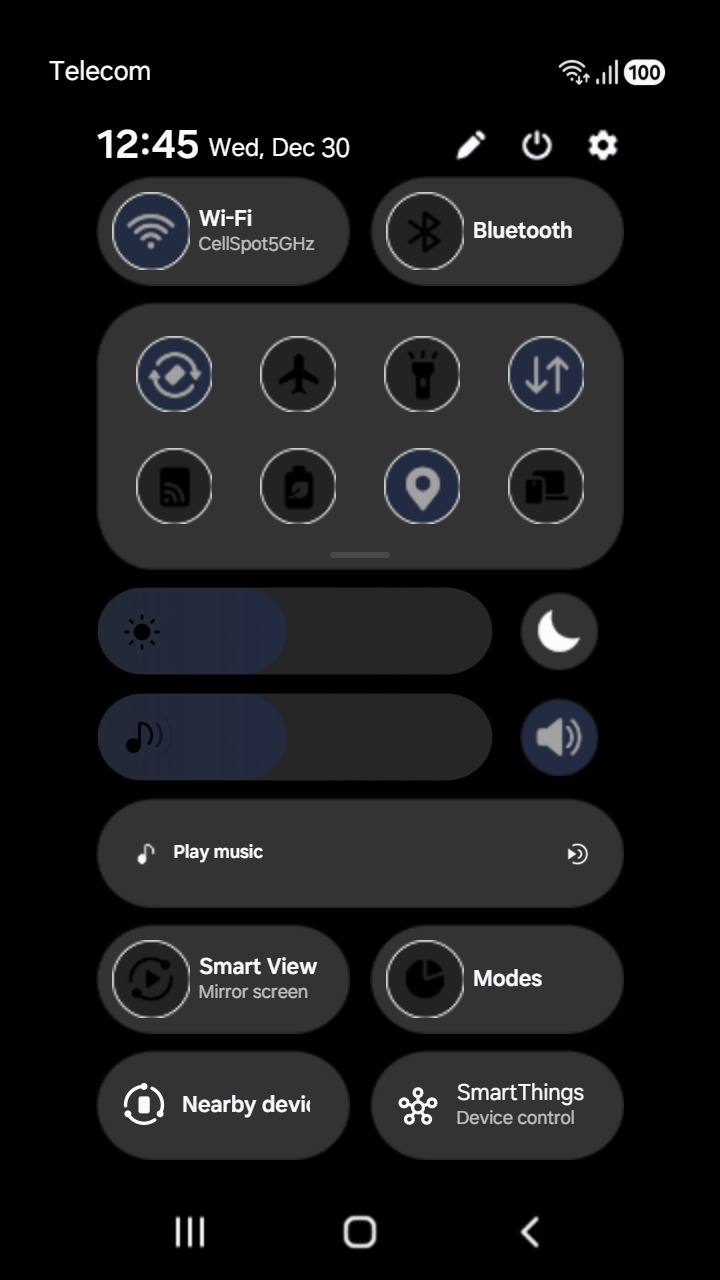 Telecom
100
12:45 Wed, Dec 30
Wi-Fi
CellSpot5GHz
Bluetooth
Play music
Smart View
Mirror screen
Modes
Nearby devi
SmartThings
Device control